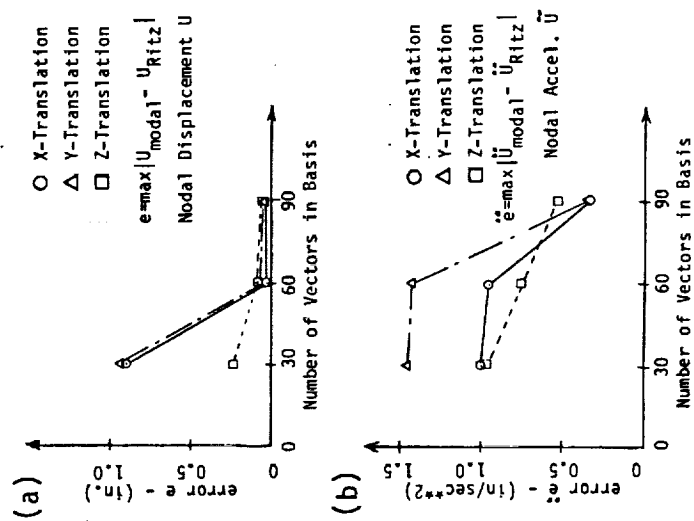 (a)
1.0
0.5
0
error e - (in.)
0
30
60
90
Number of Vectors in Basis
X-Translation
Y-Translation
Z-Translation
e=max|U_modal - U_Ritz|
Nodal Displacement U
(b)
1.5
1.0
0.5
0
error ë - (in/sec**2)
0
30
60
90
Number of Vectors in Basis
X-Translation
Y-Translation
Z-Translation
ë=max|Ü_modal - Ü_Ritz|
Nodal Accel. Ü